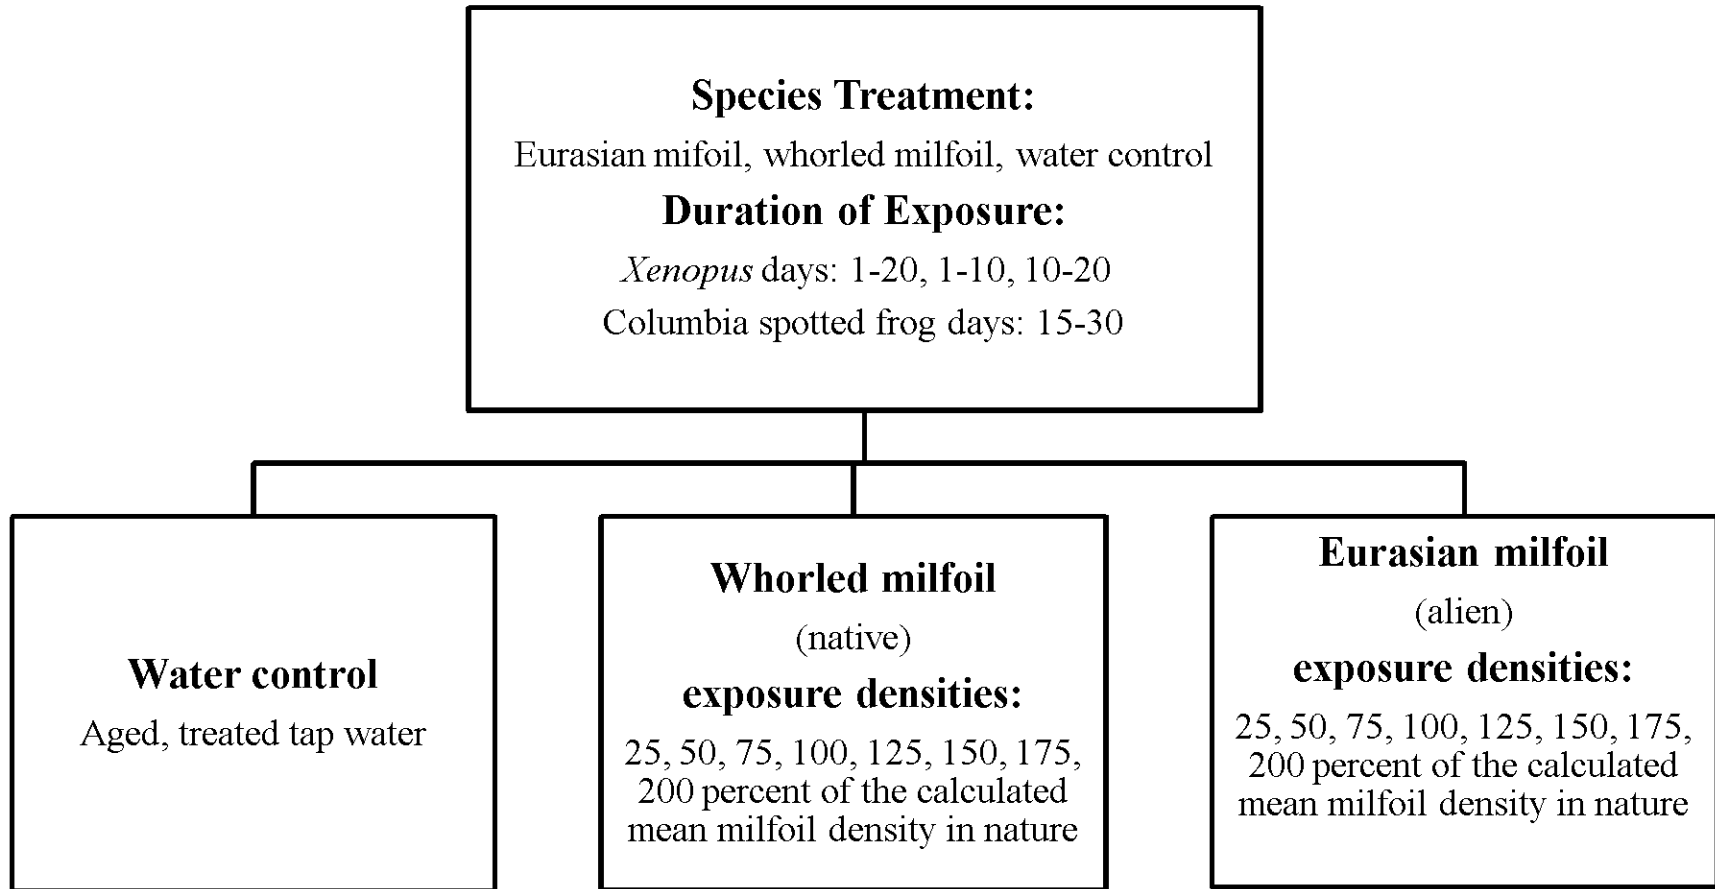 Species Treatment:
Eurasian mifoil, whorled milfoil, water control
Duration of Exposure:
Xenopus days: 1-20, 1-10, 10-20
Columbia spotted frog days: 15-30
Water control
Aged, treated tap water
Whorled milfoil
(native)
exposure densities:
25, 50, 75, 100, 125, 150, 175,
200 percent of the calculated
mean milfoil density in nature
Eurasian milfoil
(alien)
exposure densities:
25, 50, 75, 100, 125, 150, 175,
200 percent of the calculated
mean milfoil density in nature